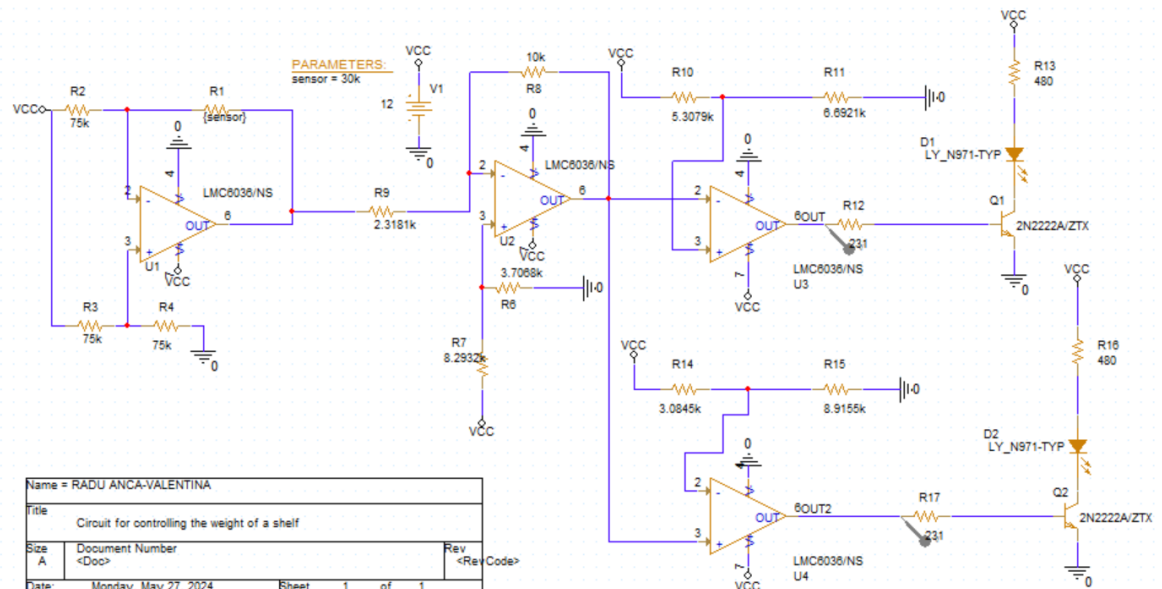 PARAMETERS:
sensor = 30k
VCC
R2
75k
R1
{sensor}
0
4
2
3
LMC6036/NS
OUT
6
U1
VCC
R3
75k
R4
75k
0
VCC
V1
12
0
R9
2.3181k
10k
R8
0
4
LMC6036/NS
2
3
OUT
6
U2
VCC
3.7068k
R6
0
R7
8.2932k
VCC
VCC
R10
5.3079k
R11
6.6921k
0
0
4
2
3
OUT
6OUT
R12
231
7
VCC
LMC6036/NS
U3
VCC
R13
480
D1
LY_N971-TYP
Q1
2N2222A/ZTX
0
VCC
R14
3.0845k
R15
8.9155k
0
0
4
2
3
OUT
6OUT2
R17
231
7
VCC
LMC6036/NS
U4
VCC
R16
480
D2
LY_N971-TYP
Q2
2N2222A/ZTX
0
Name = RADU ANCA-VALENTINA
Title
Circuit for controlling the weight of a shelf
Size
A
Document Number
<Doc>
Rev
<RevCode>
Date: Monday, May 27, 2024 Sheet 1 of 1